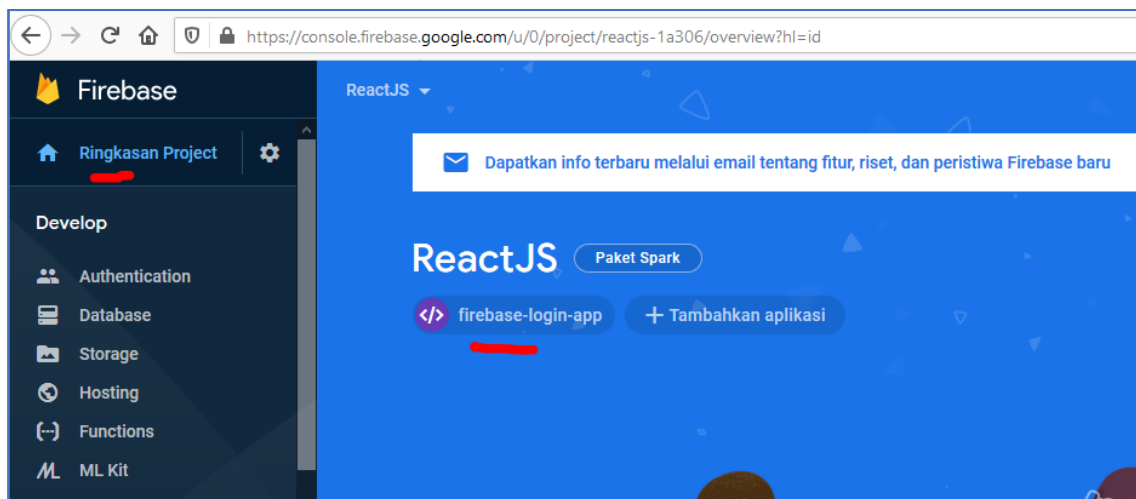 https://console.firebase.google.com/u/0/project/reactjs-1a306/overview?hl=id
Firebase
ReactJS
Ringkasan Project
Dapatkan info terbaru melalui email tentang fitur, riset, dan peristiwa Firebase baru
Develop
ReactJS
Paket Spark
Authentication
</> firebase-login-app
+ Tambahkan aplikasi
Database
Storage
Hosting
Functions
ML Kit